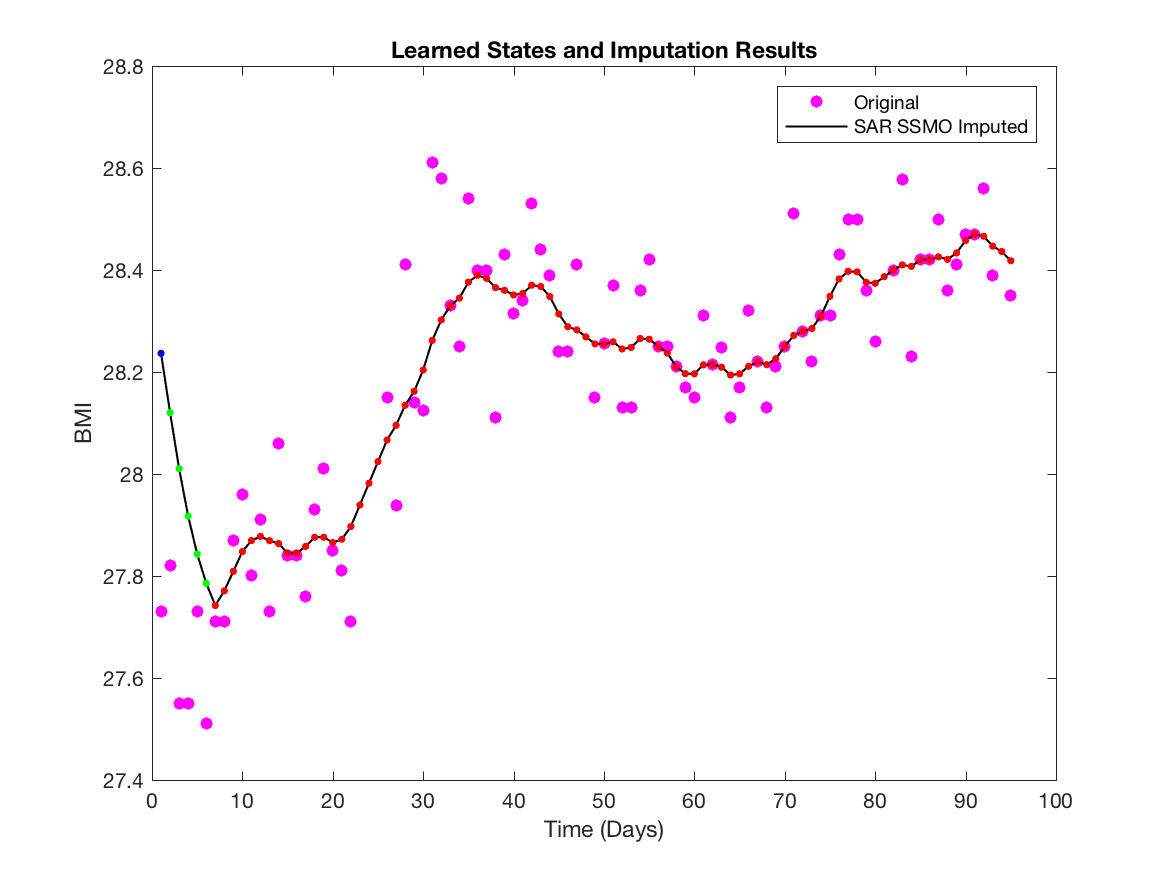 Learned States and Imputation Results
28.8
28.6
28.4
28.2
28
27.8
27.6
27.4
BMI
Original
SAR SSMO Imputed
0 10 20 30 40 50 60 70 80 90 100
Time (Days)